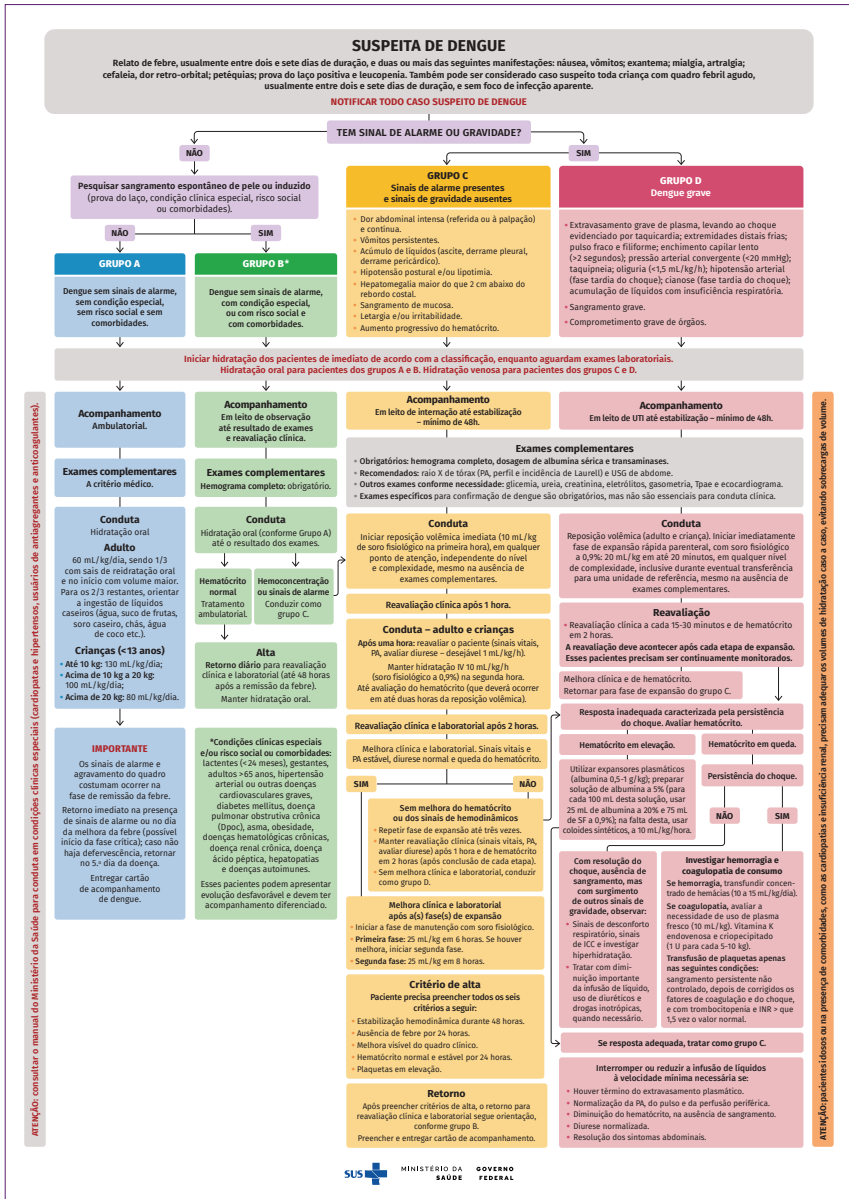 SUSPEITA DE DENGUE
Relato de febre, usualmente entre dois e sete dias de duração, e duas ou mais das seguintes manifestações: náusea, vômitos; exantema; mialgia, artralgia;
cefaleia, dor retro-orbital; petéquias; prova do laço positiva e leucopenia. Também pode ser considerado caso suspeito toda criança com quadro febril agudo,
usualmente entre dois e sete dias de duração, e sem foco de infecção aparente.
NOTIFICAR TODO CASO SUSPEITO DE DENGUE
TEM SINAL DE ALARME OU GRAVIDADE?
NÃO
SIM
Pesquisar sangramento espontâneo de pele ou induzido
(prova do laço, condição clínica especial, risco social
ou comorbidades).
NÃO
SIM
GRUPO A
Dengue sem sinais de alarme,
sem condição especial,
sem risco social e sem
comorbidades.
GRUPO B*
Dengue sem sinais de alarme,
com condição especial,
ou com risco social e
com comorbidades.
GRUPO C
Sinais de alarme presentes
e sinais de gravidade ausentes
• Dor abdominal intensa (referida ou à palpação)
e contínua.
• Vômitos persistentes.
• Acúmulo de líquidos (ascite, derrame pleural,
derrame pericárdico).
• Hipotensão postural e/ou lipotimia.
• Hepatomegalia maior do que 2 cm abaixo do
rebordo costal.
• Sangramento de mucosa.
• Letargia e/ou irritabilidade.
• Aumento progressivo do hematócrito.
GRUPO D
Dengue grave
• Extravasamento grave de plasma, levando ao choque
evidenciado por taquicardia; extremidades distais frias;
pulso fraco e filiforme; enchimento capilar lento
(>2 segundos); pressão arterial convergente (<20 mmHg);
taquipneia; oliguria (<1,5 mL/kg/h); hipotensão arterial
(fase tardia do choque); cianose (fase tardia do choque);
acumulação de líquidos com insuficiência respiratória.
• Sangramento grave.
• Comprometimento grave de órgãos.
Iniciar hidratação dos pacientes de imediato de acordo com a classificação, enquanto aguardam exames laboratoriais.
Hidratação oral para pacientes dos grupos A e B. Hidratação venosa para pacientes dos grupos C e D.
ATENÇÃO: consultar o manual do Ministério da Saúde para conduta em condições clínicas especiais (cardiopatas e hipertensos, usuários de antiagregantes e anticoagulantes).
Acompanhamento
Ambulatorial.
Exames complementares
A critério médico.
Conduta
Hidratação oral
Adulto
60 mL/kg/dia, sendo 1/3
com sais de reidratação oral
e no início com volume maior.
Para os 2/3 restantes, orientar
a ingestão de líquidos
caseiros (água, suco de frutas,
soro caseiro, chás, água
de coco etc.).
Crianças (<13 anos)
• Até 10 kg: 130 mL/kg/dia;
• Acima de 10 kg a 20 kg:
100 mL/kg/dia;
• Acima de 20 kg: 80 mL/kg/dia.
IMPORTANTE
Os sinais de alarme e
agravamento do quadro
costumam ocorrer na
fase de remissão da febre.
Retorno imediato na presença
de sinais de alarme ou no dia
da melhora da febre (possível
início da fase crítica); caso não
haja defervescência, retornar
no 5.º dia da doença.
Entregar cartão
de acompanhamento
de dengue.
Acompanhamento
Em leito de observação
até resultado de exames
e reavaliação clínica.
Exames complementares
Hemograma completo: obrigatório.
Conduta
Hidratação oral (conforme Grupo A)
até o resultado dos exames.
Hematócrito
normal
Tratamento
ambulatorial.
Hemoconcentração
ou sinais de alarme
Conduzir como
grupo C.
Alta
Retorno diário para reavaliação
clínica e laboratorial (até 48 horas
após a remissão da febre).
Manter hidratação oral.
*Condições clínicas especiais
e/ou risco social ou comorbidades:
lactentes (<24 meses), gestantes,
adultos >65 anos, hipertensão
arterial ou outras doenças
cardiovasculares graves,
diabetes mellitus, doença
pulmonar obstrutiva crônica
(Dpoc), asma, obesidade,
doenças hematológicas crônicas,
doença renal crônica, doença
ácido péptica, hepatopatias
e doenças autoimunes.
Esses pacientes podem apresentar
evolução desfavorável e devem ter
acompanhamento diferenciado.
Acompanhamento
Em leito de internação até estabilização
– mínimo de 48h.
Acompanhamento
Em leito de UTI até estabilização – mínimo de 48h.
Exames complementares
• Obrigatórios: hemograma completo, dosagem de albumina sérica e transaminases.
• Recomendados: raio X de tórax (PA, perfil e incidência de Laurell) e USG de abdome.
• Outros exames conforme necessidade: glicemia, ureia, creatinina, eletrólitos, gasometria, Tpae e ecocardiograma.
• Exames específicos para confirmação de dengue são obrigatórios, mas não são essenciais para conduta clínica.
Conduta
Iniciar reposição volêmica imediata (10 mL/kg
de soro fisiológico na primeira hora), em qualquer
ponto de atenção, independente do nível
e complexidade, mesmo na ausência de
exames complementares.
Reavaliação clínica após 1 hora.
Conduta – adulto e crianças
Após uma hora: reavaliar o paciente (sinais vitais,
PA, avaliar diurese – desejável 1 mL/kg/h).
Manter hidratação IV 10 mL/kg/h
(soro fisiológico a 0,9%) na segunda hora.
Até avaliação do hematócrito (que deverá ocorrer
em até duas horas da reposição volêmica).
Reavaliação clínica e laboratorial após 2 horas.
Melhora clínica e laboratorial. Sinais vitais e
PA estável, diurese normal e queda do hematócrito.
SIM
NÃO
Sem melhora do hematócrito
ou dos sinais de hemodinâmicos
• Repetir fase de expansão até três vezes.
• Manter reavaliação clínica (sinais vitais, PA,
avaliar diurese) após 1 hora e de hematócrito
em 2 horas (após conclusão de cada etapa).
• Sem melhora clínica e laboratorial, conduzir
como grupo D.
Melhora clínica e laboratorial
após a(s) fase(s) de expansão
• Iniciar a fase de manutenção com soro fisiológico.
• Primeira fase: 25 mL/kg em 6 horas. Se houver
melhora, iniciar segunda fase.
• Segunda fase: 25 mL/kg em 8 horas.
Critério de alta
Paciente precisa preencher todos os seis
critérios a seguir:
• Estabilização hemodinâmica durante 48 horas.
• Ausência de febre por 24 horas.
• Melhora visível do quadro clínico.
• Hematócrito normal e estável por 24 horas.
• Plaquetas em elevação.
Retorno
Após preencher critérios de alta, o retorno para
reavaliação clínica e laboratorial segue orientação,
conforme grupo B.
Preencher e entregar cartão de acompanhamento.
Conduta
Reposição volêmica (adulto e criança). Iniciar imediatamente
fase de expansão rápida parenteral, com soro fisiológico
a 0,9%: 20 mL/kg em até 20 minutos, em qualquer nível
de complexidade, inclusive durante eventual transferência
para uma unidade de referência, mesmo na ausência de
exames complementares.
Reavaliação
• Reavaliação clínica a cada 15-30 minutos e de hematócrito
em 2 horas.
A reavaliação deve acontecer após cada etapa de expansão.
Esses pacientes precisam ser continuamente monitorados.
Melhora clínica e de hematócrito.
Retornar para fase de expansão do grupo C.
Resposta inadequada caracterizada pela persistência
do choque. Avaliar hematócrito.
Hematócrito em elevação.
Hematócrito em queda.
Utilizar expansores plasmáticos
(albumina 0,5-1 g/kg); preparar
solução de albumina a 5% (para
cada 100 mL desta solução, usar
25 mL de albumina a 20% e 75 mL
de SF a 0,9%); na falta desta, usar
coloides sintéticos, a 10 mL/kg/hora.
Persistência do choque.
NÃO
SIM
Com resolução do
choque, ausência de
sangramento, mas
com surgimento de
outros sinais de
gravidade, observar:
• Sinais de desconforto
respiratório, sinais
de ICC e investigar
hiperhidratação.
• Tratar com dimi-
nuição importante
da infusão de líquido,
uso de diuréticos e
drogas inotrópicas,
quando necessário.
Investigar hemorragia e
coagulopatia de consumo
Se hemorragia, transfundir concen-
trado de hemácias (10 a 15 mL/kg/dia).
Se coagulopatia, avaliar a
necessidade de uso de plasma
fresco (10 mL/kg). Vitamina K
endovenosa e criopecipitado
(1 U para cada 5-10 kg).
Transfusão de plaquetas apenas
nas seguintes condições:
sangramento persistente não
controlado, depois de corrigidos os
fatores de coagulação e do choque,
e com trombocitopenia e INR > que
1,5 vez o valor normal.
Se resposta adequada, tratar como grupo C.
Interromper ou reduzir a infusão de líquidos
à velocidade mínima necessária se:
• Houver término do extravasamento plasmático.
• Normalização da PA, do pulso e da perfusão periférica.
• Diminuição do hematócrito, na ausência de sangramento.
• Diurese normalizada.
• Resolução dos sintomas abdominais.
ATENÇÃO: pacientes idosos ou na presença de comorbidades, como as cardiopatias e insuficiência renal, precisam adequar os volumes de hidratação caso a caso, evitando sobrecargas de volume.
SUS
MINISTÉRIO DA
SAÚDE
GOVERNO
FEDERAL